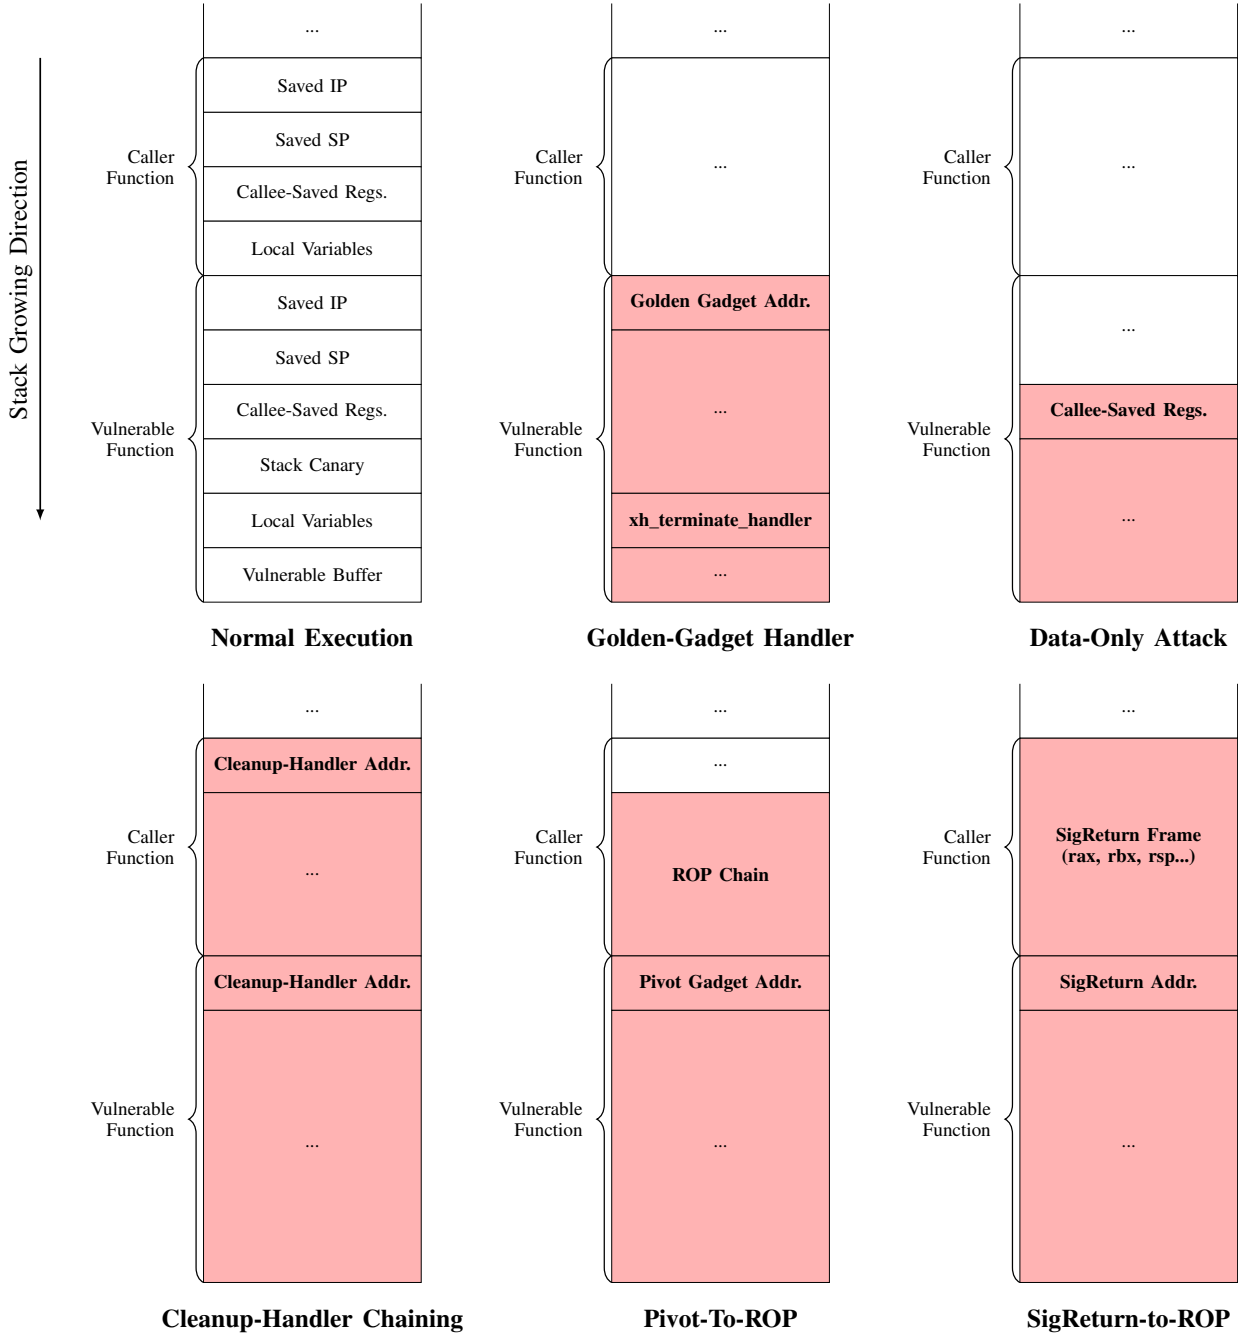 Stack Growing Direction
...
Caller
Function
Saved IP
Saved SP
Callee-Saved Regs.
Local Variables
Vulnerable
Function
Saved IP
Saved SP
Callee-Saved Regs.
Stack Canary
Local Variables
Vulnerable Buffer
Normal Execution
...
Caller
Function
...
Vulnerable
Function
Golden Gadget Addr.
...
xh_terminate_handler
...
Golden-Gadget Handler
...
Caller
Function
...
Vulnerable
Function
...
Callee-Saved Regs.
...
Data-Only Attack
...
Caller
Function
Cleanup-Handler Addr.
...
Vulnerable
Function
Cleanup-Handler Addr.
...
Cleanup-Handler Chaining
...
Caller
Function
...
ROP Chain
Vulnerable
Function
Pivot Gadget Addr.
...
Pivot-To-ROP
...
Caller
Function
SigReturn Frame
(rax, rbx, rsp...)
Vulnerable
Function
SigReturn Addr.
...
SigReturn-to-ROP